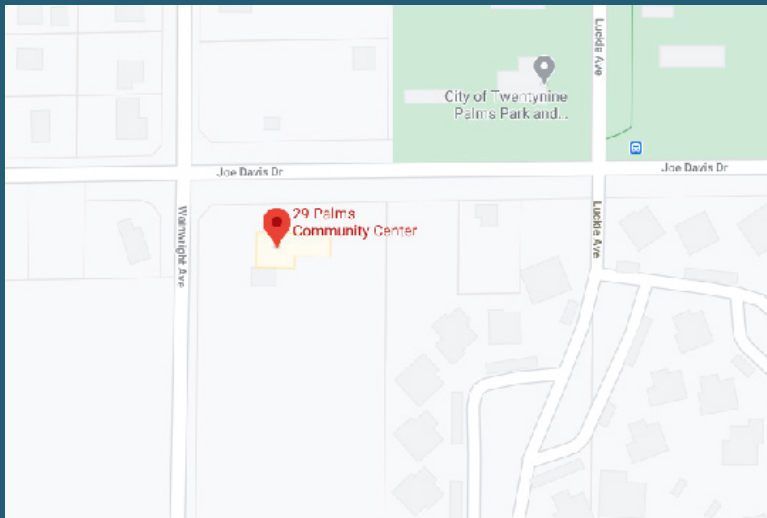 Luckie Ave
City of Twentynine
Palms Park and...
Joe Davis Dr
Joe Davis Dr
29 Palms
Community Center
Wainwright Ave
Luckie Ave